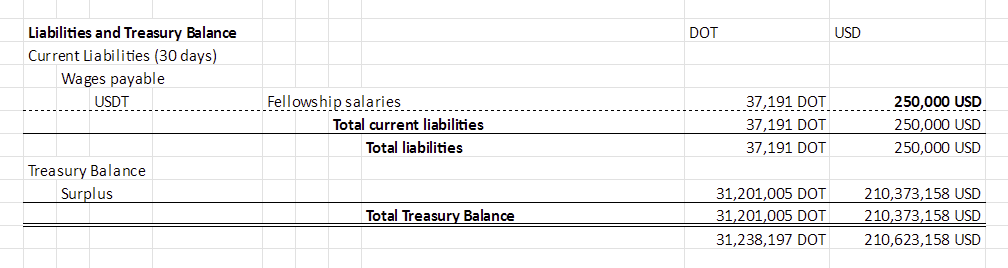 Liabilities and Treasury Balance DOT USD
Current Liabilities (30 days)
Wages payable
USDT Fellowship salaries 37,191 DOT 250,000 USD
Total current liabilities 37,191 DOT 250,000 USD
Total liabilities 37,191 DOT 250,000 USD
Treasury Balance
Surplus 31,201,005 DOT 210,373,158 USD
Total Treasury Balance 31,201,005 DOT 210,373,158 USD
31,238,197 DOT 210,623,158 USD